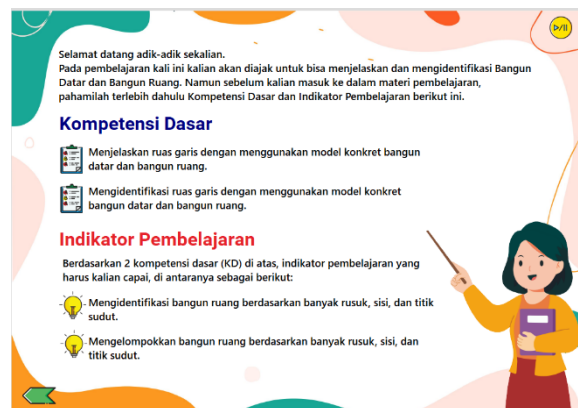 Selamat datang adik-adik sekalian.
Pada pembelajaran kali ini kalian akan diajak untuk bisa menjelaskan dan mengidentifikasi Bangun
Datar dan Bangun Ruang. Namun sebelum kalian masuk ke dalam materi pembelajaran,
pahamilah terlebih dahulu Kompetensi Dasar dan Indikator Pembelajaran berikut ini.
Kompetensi Dasar
Menjelaskan ruas garis dengan menggunakan model konkret bangun
datar dan bangun ruang.
Mengidentifikasi ruas garis dengan menggunakan model konkret
bangun datar dan bangun ruang.
Indikator Pembelajaran
Berdasarkan 2 kompetensi dasar (KD) di atas, indikator pembelajaran yang
harus kalian capai, di antaranya sebagai berikut:
Mengidentifikasi bangun ruang berdasarkan banyak rusuk, sisi, dan titik
sudut.
Mengelompokkan bangun ruang berdasarkan banyak rusuk, sisi, dan
titik sudut.